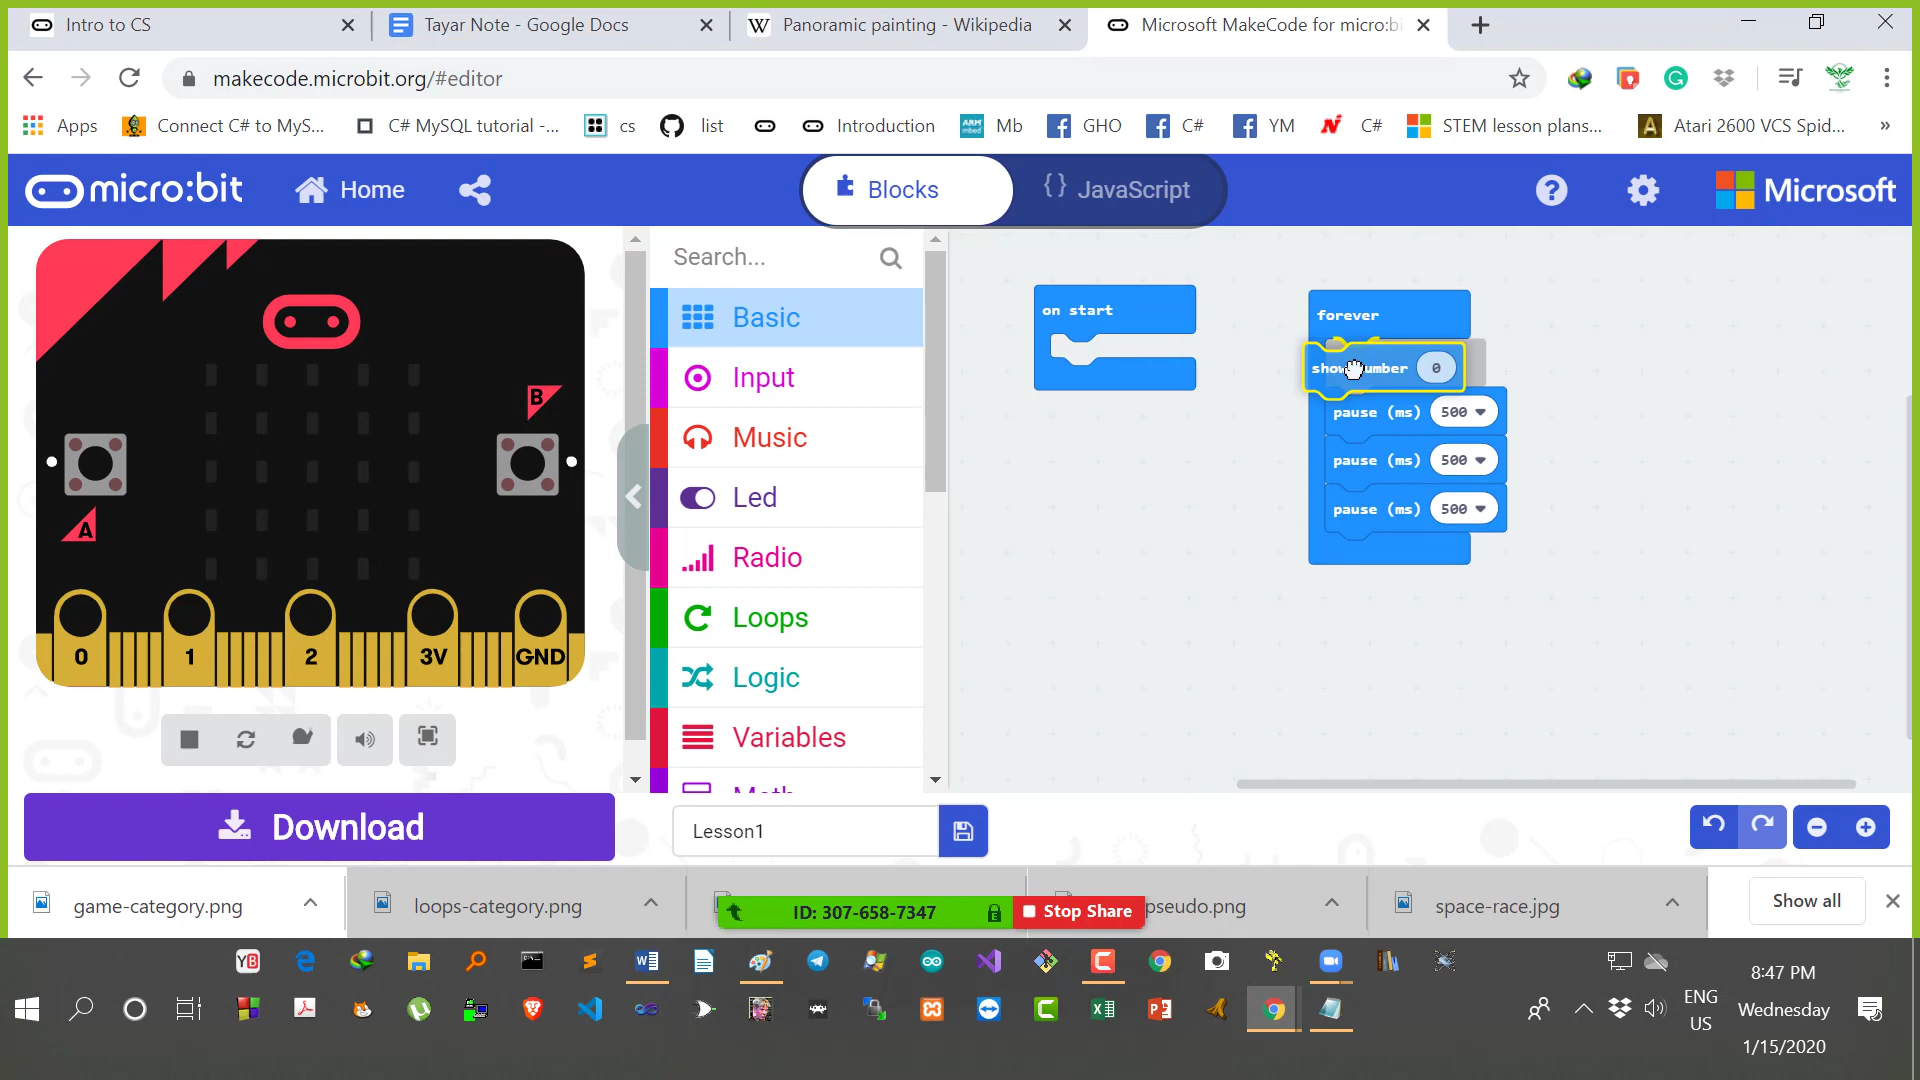 Intro to CS
Tayar Note - Google Docs
Panoramic painting - Wikipedia
Microsoft MakeCode for micro:bi
makecode.microbit.org/#editor
Apps
Connect C# to MyS...
C# MySQL tutorial -...
cs
list
Introduction
ARM mbed
Mb
GHO
C#
YM
C#
STEM lesson plans...
Atari 2600 VCS Spid...
micro:bit
Home
Blocks
JavaScript
Microsoft
Search...
Basic
Input
Music
Led
Radio
Loops
Logic
Variables
on start
forever
show number 0
pause (ms) 500
pause (ms) 500
pause (ms) 500
B
A
0
1
2
3V
GND
Download
Lesson1
game-category.png
loops-category.png
ID: 307-658-7347
Stop Share
pseudo.png
space-race.jpg
Show all
8:47 PM
ENG
US
Wednesday
1/15/2020